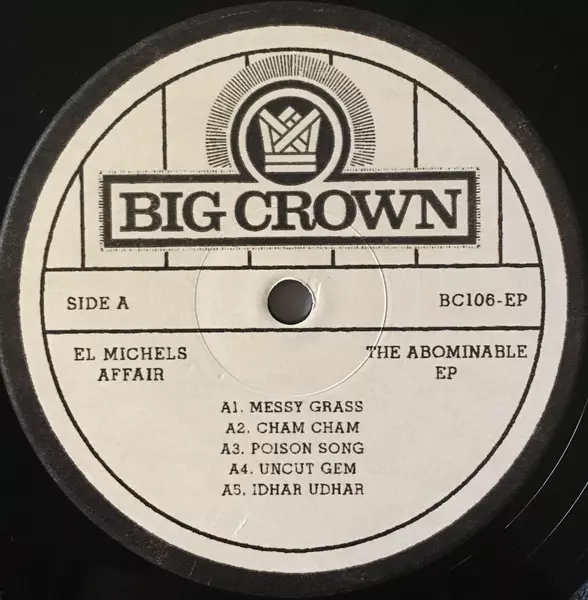 BIG CROWN
SIDE A
BC106-EP
EL MICHELS
AFFAIR
THE ABOMINABLE
EP
A1. MESSY GRASS
A2. CHAM CHAM
A3. POISON SONG
A4. UNCUT GEM
A5. IDHAR UDHAR